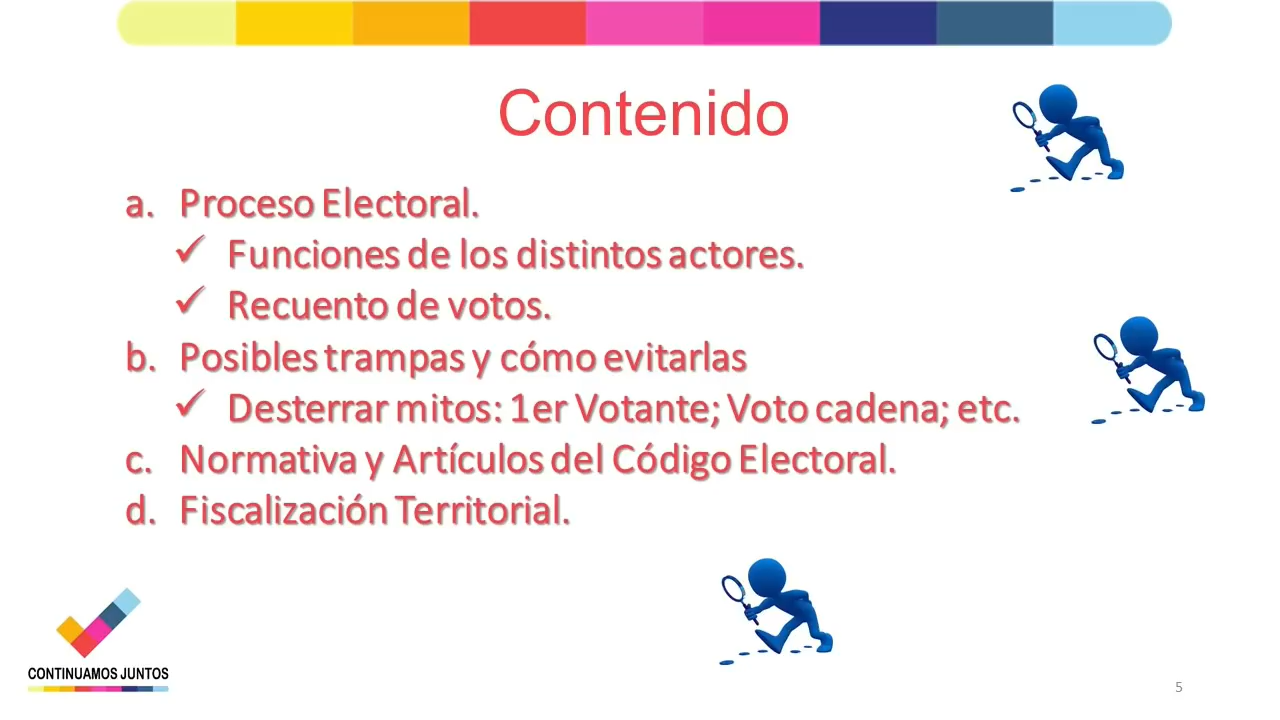 Contenido
a. Proceso Electoral.
✓ Funciones de los distintos actores.
✓ Recuento de votos.
b. Posibles trampas y cómo evitarlas
✓ Desterrar mitos: 1er Votante; Voto cadena; etc.
c. Normativa y Artículos del Código Electoral.
d. Fiscalización Territorial.
CONTINUAMOS JUNTOS
5